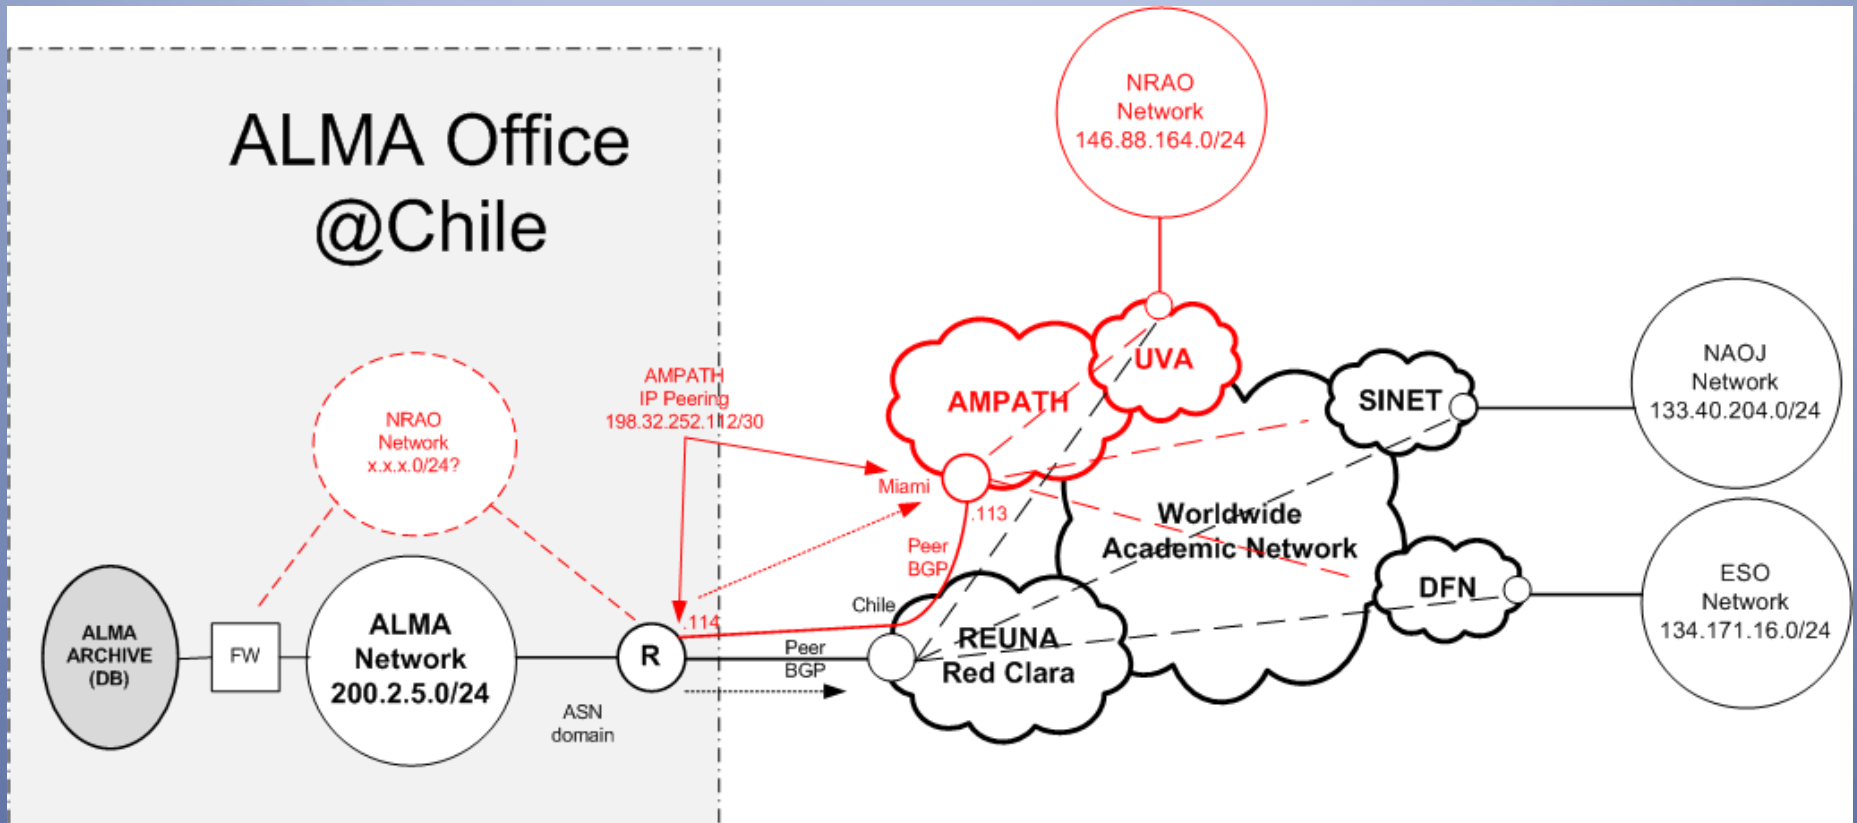 ALMA Office
@Chile
NRAO
Network
146.88.164.0/24
AMPATH
IP Peering
198.32.252.112/30
NRAO
Network
x.x.x.0/24?
UVA
AMPATH
SINET
NAOJ
Network
133.40.204.0/24
Miami
.113
Worldwide
Academic Network
Peer
BGP
DFN
ESO
Network
134.171.16.0/24
Chile
.114
ALMA
ARCHIVE
(DB)
FW
ALMA
Network
200.2.5.0/24
R
Peer
BGP
REUNA
Red Clara
ASN
domain